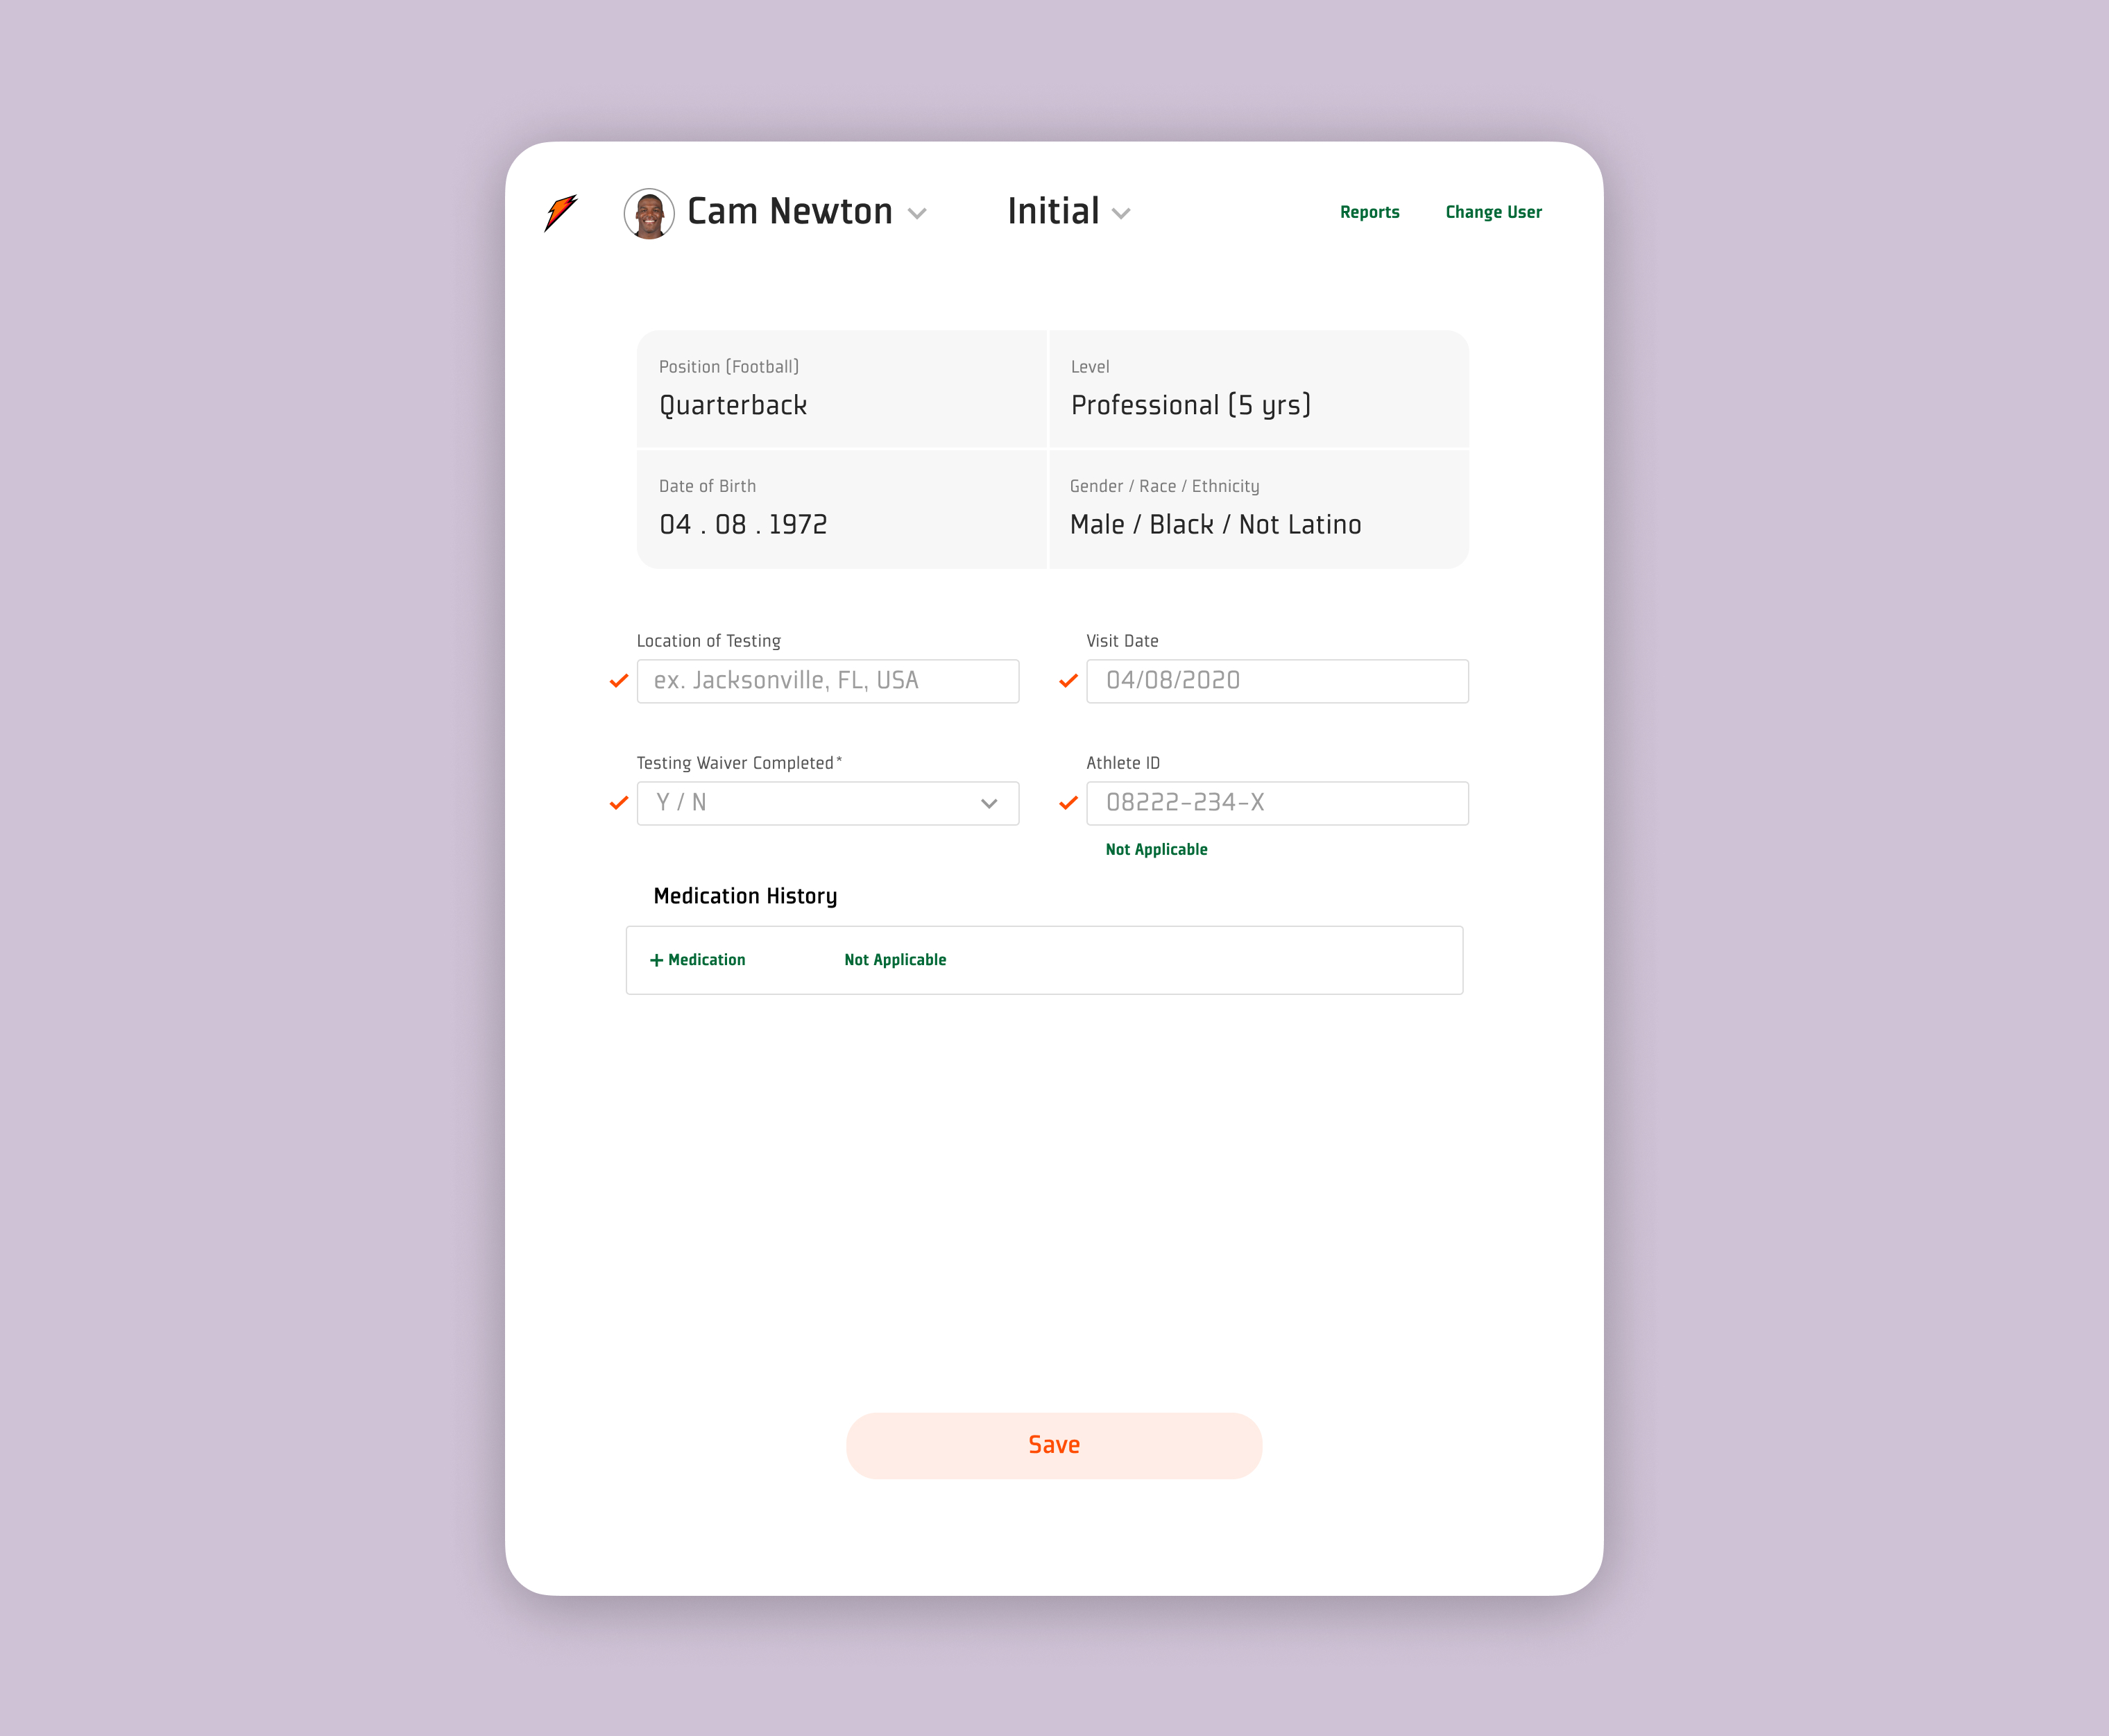 Cam Newton
Initial
Reports
Change User
Position (Football)
Quarterback
Level
Professional (5 yrs)
Date of Birth
04 . 08 . 1972
Gender / Race / Ethnicity
Male / Black / Not Latino
Location of Testing
ex. Jacksonville, FL, USA
Visit Date
04/08/2020
Testing Waiver Completed*
Y / N
Athlete ID
08222-234-X
Not Applicable
Medication History
+ Medication
Not Applicable
Save